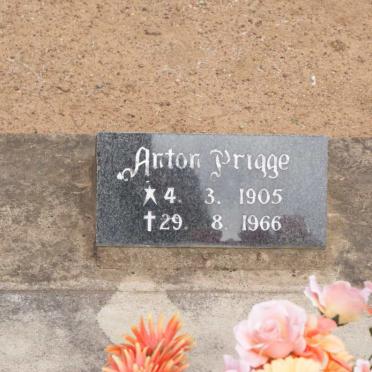 Anton Prigge
★ 4. 3. 1905
✝ 29. 8. 1966